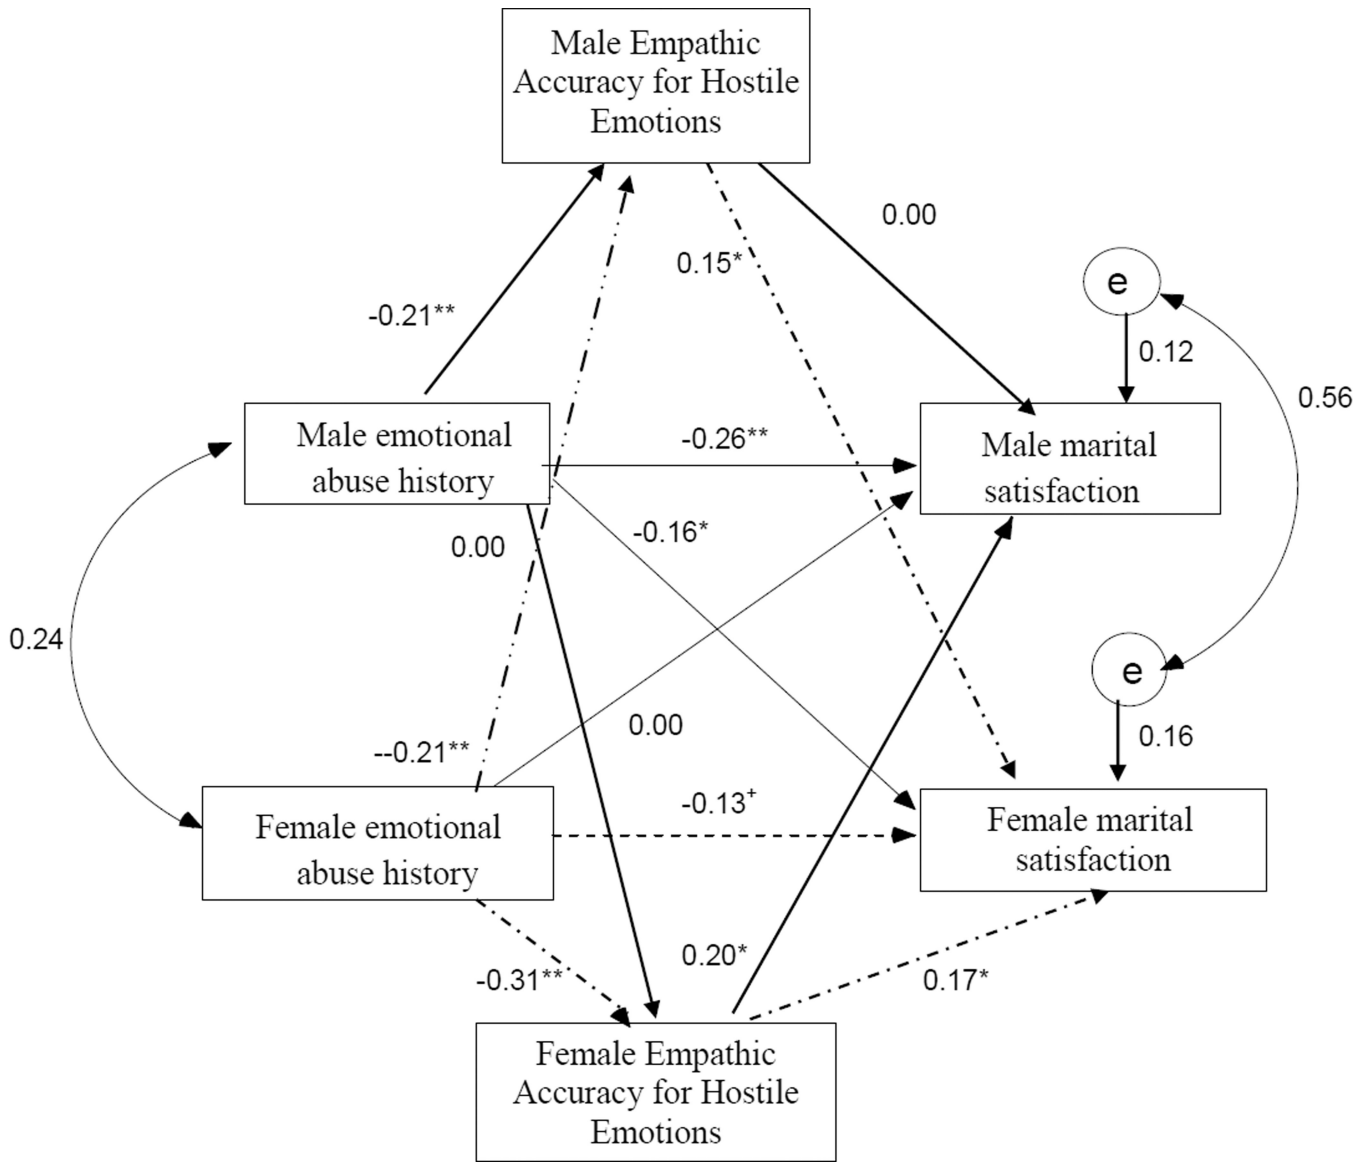 Male Empathic
Accuracy for Hostile
Emotions
0.00
0.15*
e
-0.21**
0.12
0.56
Male emotional
abuse history
-0.26**
Male marital
satisfaction
0.00
-0.16*
0.24
e
0.00
--0.21**
0.16
-0.13+
Female emotional
abuse history
Female marital
satisfaction
0.20*
-0.31**
0.17*
Female Empathic
Accuracy for Hostile
Emotions